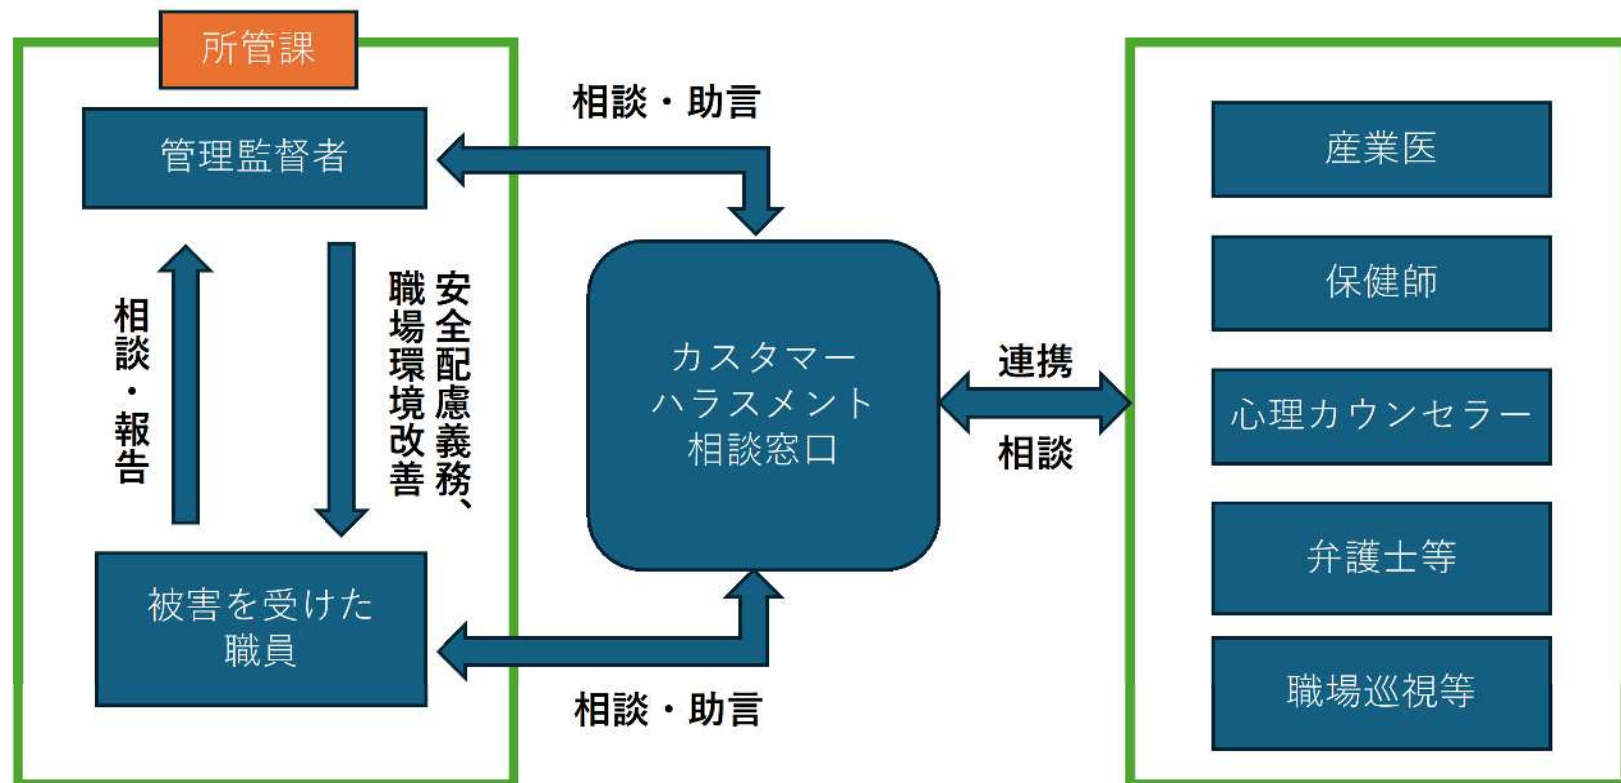 所管課
管理監督者
相談・助言
相談・報告
安全配慮義務、
職場環境改善
被害を受けた
職員
相談・助言
カスタマー
ハラスメント
相談窓口
連携
相談
産業医
保健師
心理カウンセラー
弁護士等
職場巡視等